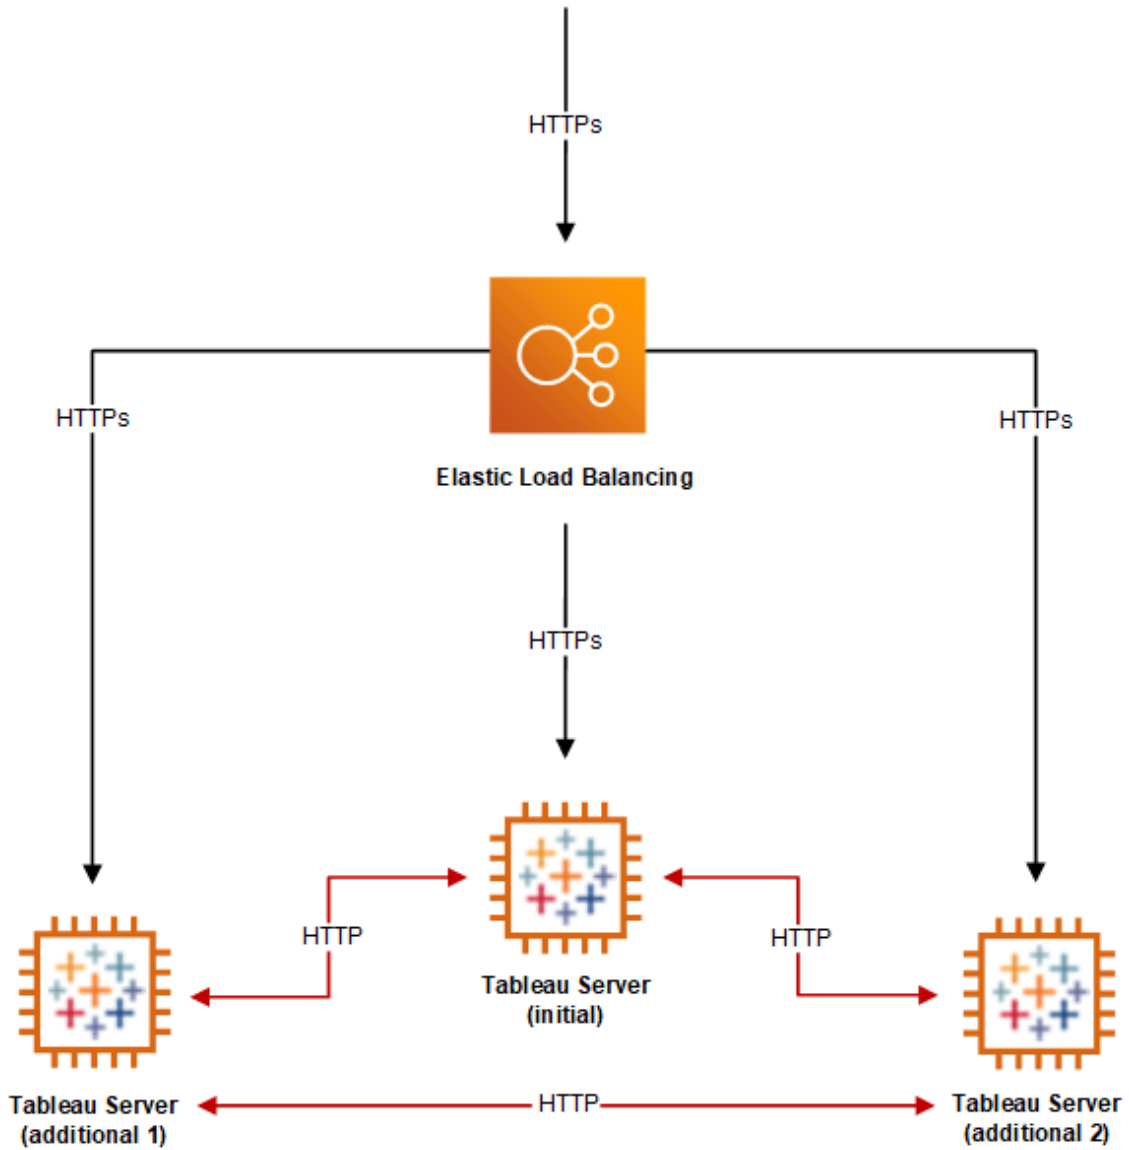 HTTPs
HTTPs
HTTPs
Elastic Load Balancing
HTTPs
HTTP
HTTP
Tableau Server
(initial)
Tableau Server
(additional 1)
HTTP
Tableau Server
(additional 2)